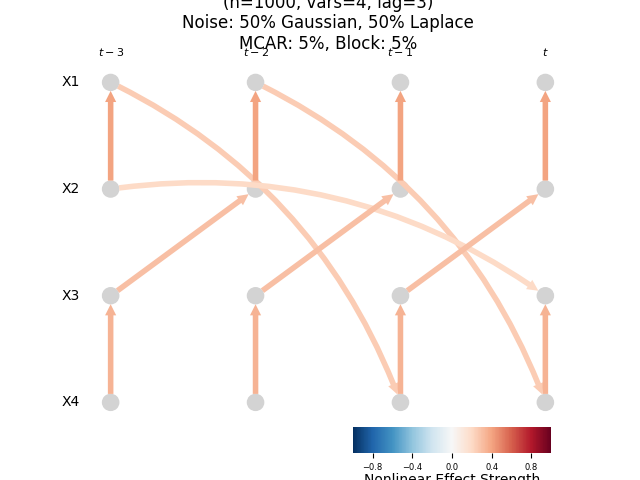 (n=1000, vars=4, lag=3)
Noise: 50% Gaussian, 50% Laplace
MCAR: 5%, Block: 5%
t − 3
t − 2
t − 1
t
X1
X2
X3
X4
−0.8
−0.4
0.0
0.4
0.8
Nonlinear Effect Strength